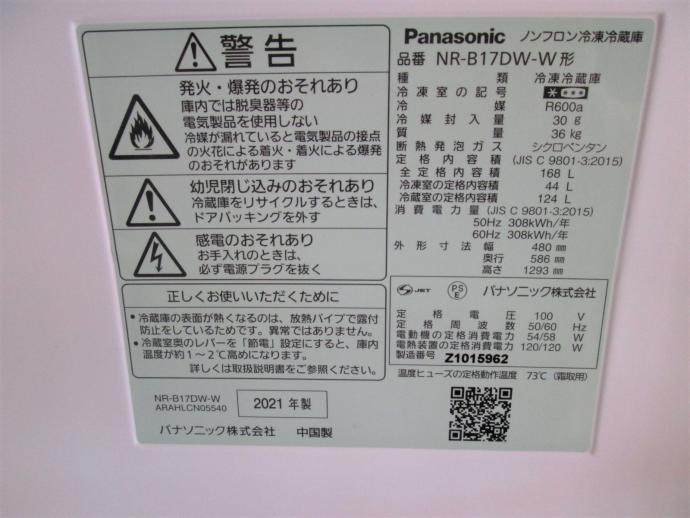 警告
発火・爆発のおそれあり
庫内では脱臭器等の
電気製品を使用しない
冷媒が漏れていると電気製品の接点
の火花による着火・着火による爆発
のおそれがあります
幼児閉じ込みのおそれあり
冷蔵庫をリサイクルするときは、
ドアパッキングを外す
感電のおそれあり
お手入れのときは、
必ず電源プラグを抜く
正しくお使いいただくために
• 冷蔵庫の表面が熱くなるのは、放熱パイプで露付
防止をしているためです。異常ではありません。
• 冷蔵室奥のレバーを「節電」設定にすると、庫内
温度が約1～2℃高めになります。
詳しくは取扱説明書をご参照ください。
NR-B17DW-W
ARAHLCN05540
2021年製
パナソニック株式会社 中国製
Panasonic ノンフロン冷凍冷蔵庫
品番 NR-B17DW-W形
種類 冷凍冷蔵庫
冷凍室の記号 * ***
冷媒 R600a
冷媒封入量 30 g
質量 36 kg
断熱発泡ガス シクロペンタン
定格内容積 (JIS C 9801-3:2015)
全定格内容積 168 L
冷凍室の定格内容積 44 L
冷蔵室の定格内容積 124 L
消費電力量 (JIS C 9801-3:2015)
50Hz 308kWh/年
60Hz 308kWh/年
外形寸法 幅 480 mm
奥行 586 mm
高さ 1293 mm
JET PS E パナソニック株式会社
定格電圧 100 V
定格周波数 50/60 Hz
電動機の定格消費電力 54/58 W
電熱装置の定格消費電力 120/120 W
製造番号 Z1015962
温度ヒューズの定格動作温度 73℃（霜取用）